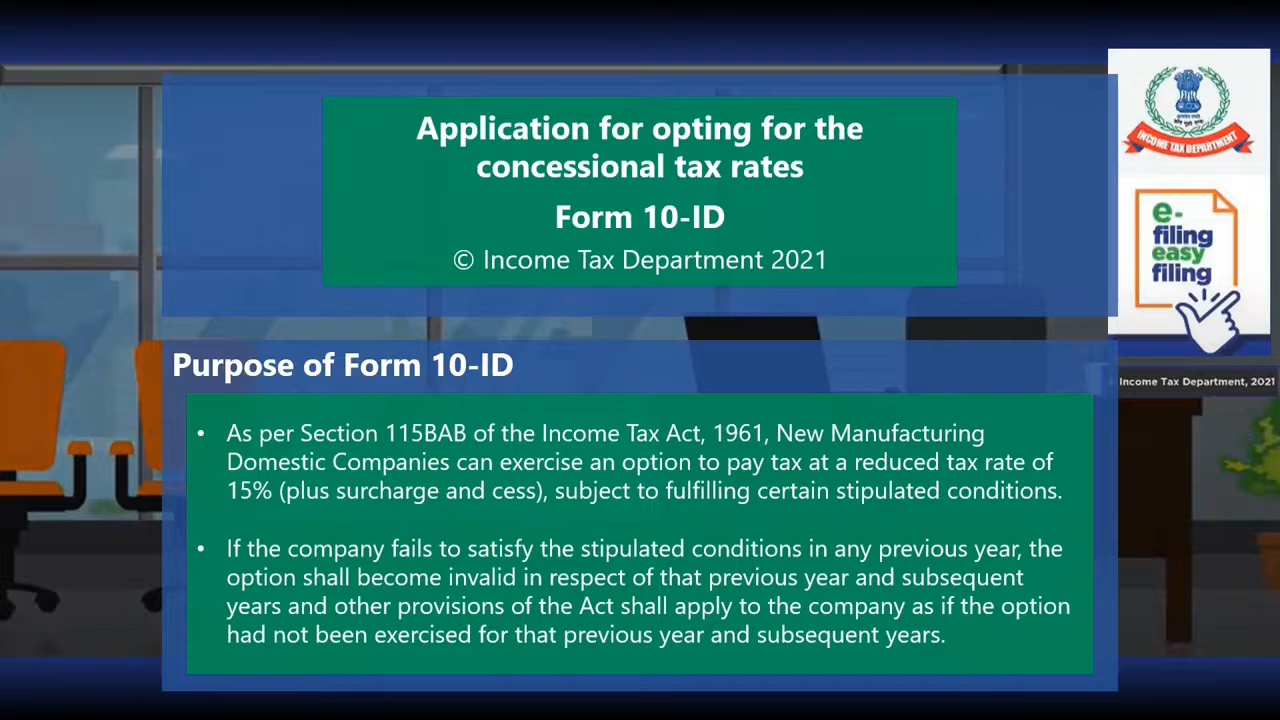 Application for opting for the
concessional tax rates
Form 10-ID
© Income Tax Department 2021
INCOME TAX DEPARTMENT
e-
filing
easy
filing
Income Tax Department, 2021
Purpose of Form 10-ID
• As per Section 115BAB of the Income Tax Act, 1961, New Manufacturing
Domestic Companies can exercise an option to pay tax at a reduced tax rate of
15% (plus surcharge and cess), subject to fulfilling certain stipulated conditions.
• If the company fails to satisfy the stipulated conditions in any previous year, the
option shall become invalid in respect of that previous year and subsequent
years and other provisions of the Act shall apply to the company as if the option
had not been exercised for that previous year and subsequent years.